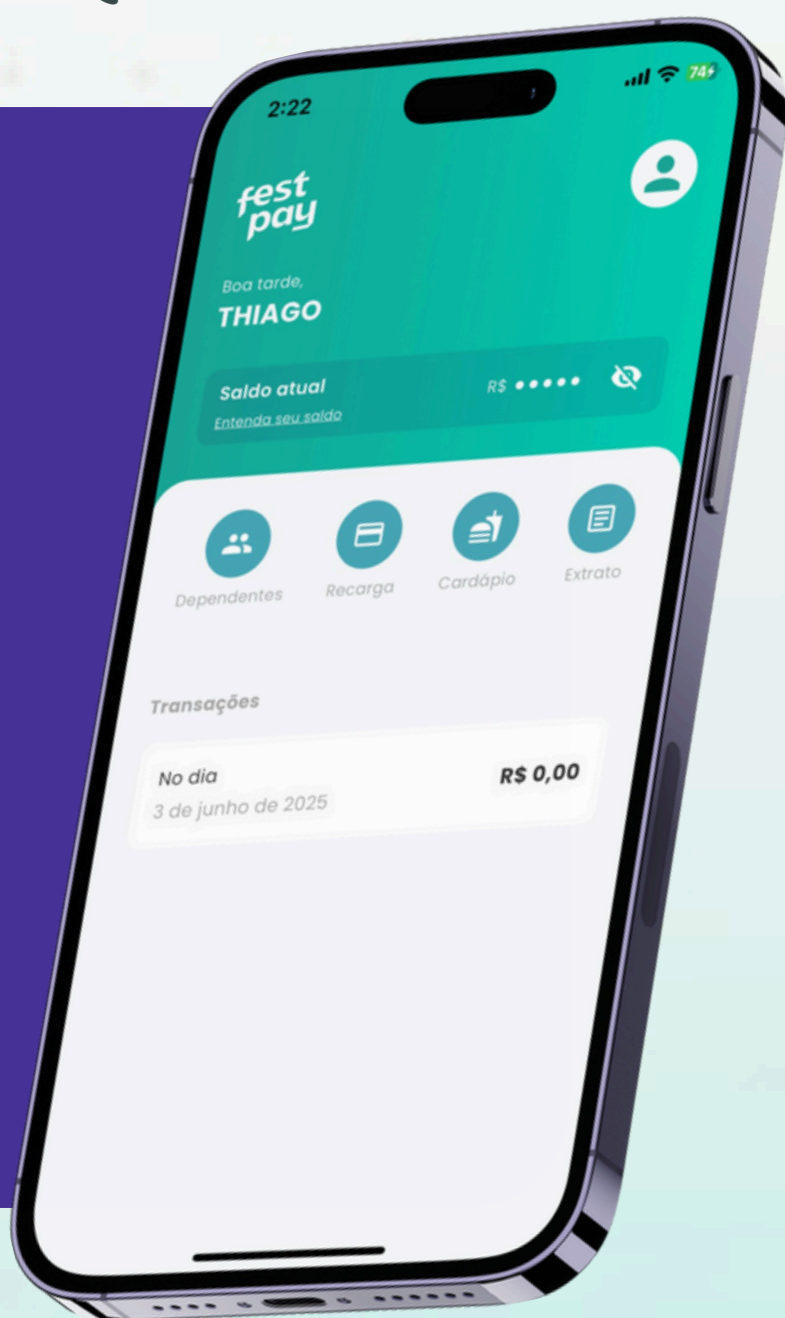 2:22
74
fest
pay
Boa tarde,
THIAGO
Saldo atual
R$ •••••
Entenda seu saldo
Dependentes
Recarga
Cardápio
Extrato
Transações
No dia
R$ 0,00
3 de junho de 2025